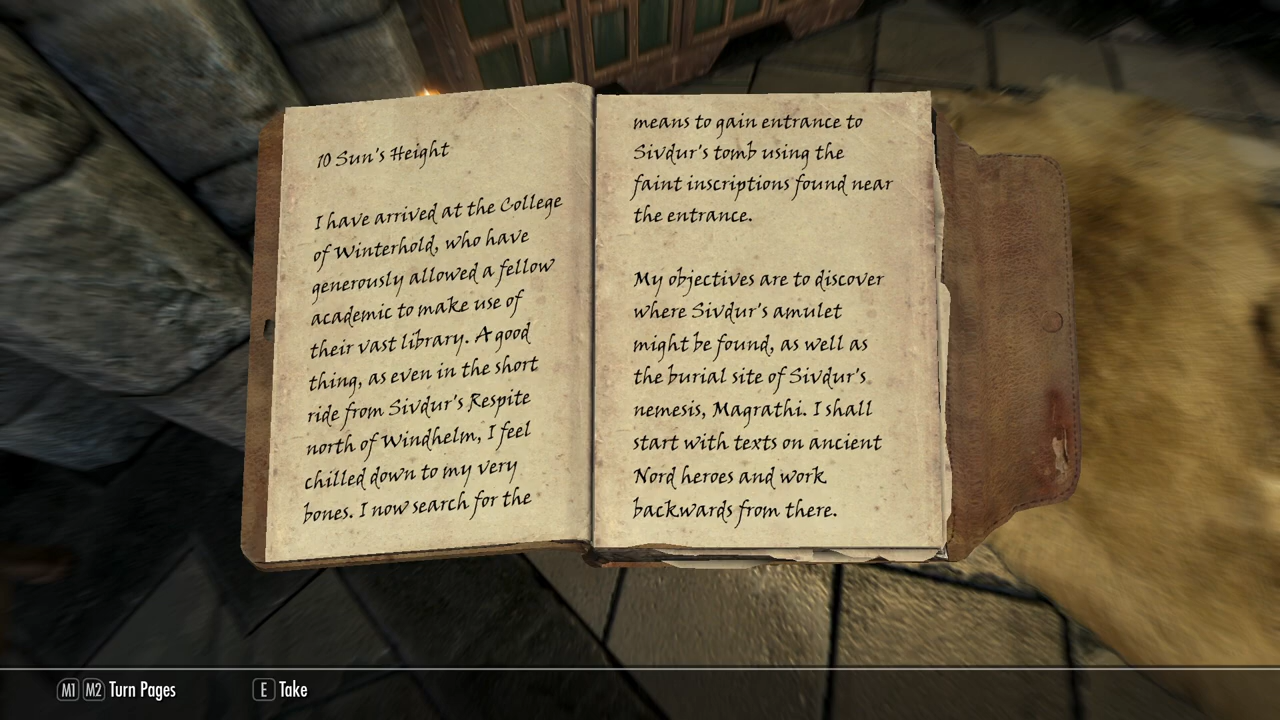 10 Sun's Height
I have arrived at the College
of Winterhold, who have
generously allowed a fellow
academic to make use of
their vast library. A good
thing, as even in the short
ride from Sivdur's Respite
north of Windhelm, I feel
chilled down to my very
bones. I now search for the
means to gain entrance to
Sivdur's tomb using the
faint inscriptions found near
the entrance.
My objectives are to discover
where Sivdur's amulet
might be found, as well as
the burial site of Sivdur's
nemesis, Magrathi. I shall
start with texts on ancient
Nord heroes and work
backwards from there.
M1 M2 Turn Pages
E Take